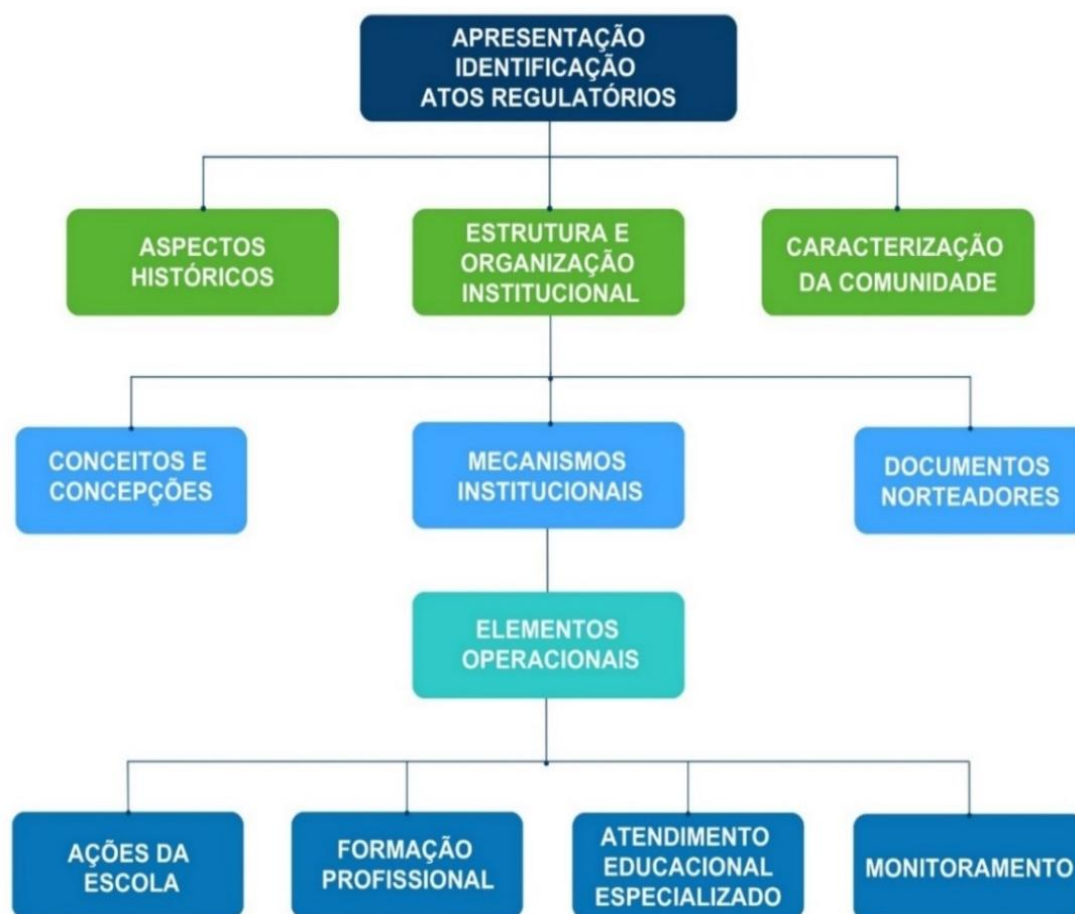 APRESENTAÇÃO
IDENTIFICAÇÃO
ATOS REGULATÓRIOS
ASPECTOS
HISTÓRICOS
ESTRUTURA E
ORGANIZAÇÃO
INSTITUCIONAL
CARACTERIZAÇÃO
DA COMUNIDADE
CONCEITOS E
CONCEPÇÕES
MECANISMOS
INSTITUCIONAIS
DOCUMENTOS
NORTEADORES
ELEMENTOS
OPERACIONAIS
AÇÕES DA
ESCOLA
FORMAÇÃO
PROFISSIONAL
ATENDIMENTO
EDUCACIONAL
ESPECIALIZADO
MONITORAMENTO